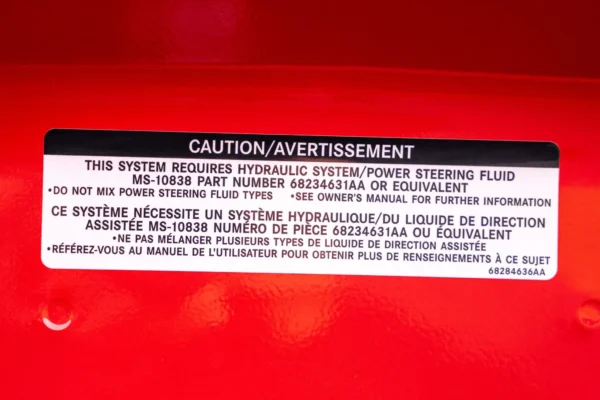 CAUTION/AVERTISSEMENT
THIS SYSTEM REQUIRES HYDRAULIC SYSTEM/POWER STEERING FLUID
MS-10838 PART NUMBER 68234631AA OR EQUIVALENT
•DO NOT MIX POWER STEERING FLUID TYPES •SEE OWNER'S MANUAL FOR FURTHER INFORMATION
CE SYSTÈME NÉCESSITE UN SYSTÈME HYDRAULIQUE/DU LIQUIDE DE DIRECTION
ASSISTÉE MS-10838 NUMÉRO DE PIÈCE 68234631AA OU ÉQUIVALENT
•NE PAS MÉLANGER PLUSIEURS TYPES DE LIQUIDE DE DIRECTION ASSISTÉE
•RÉFÉREZ-VOUS AU MANUEL DE L'UTILISATEUR POUR OBTENIR PLUS DE RENSEIGNEMENTS À CE SUJET
68284636AA